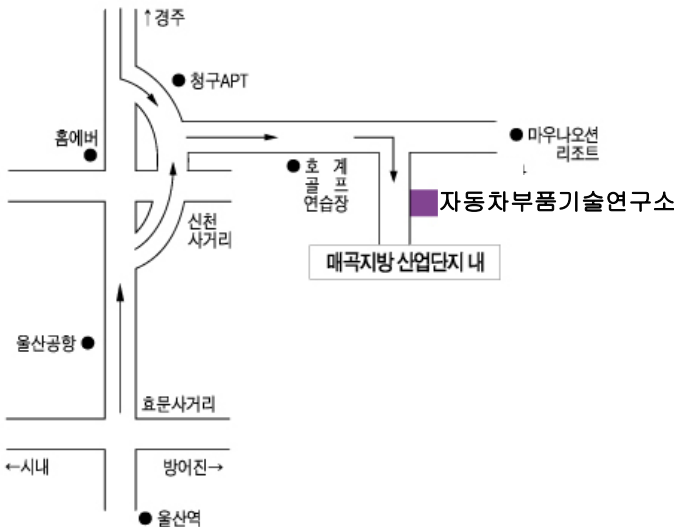 ↑경주
청구APT
홈에버
마우나오션
리조트
호 계
골 프
연습장
자동차부품기술연구소
신천
사거리
매곡지방 산업단지 내
울산공항
효문사거리
←시내
방어진→
울산역